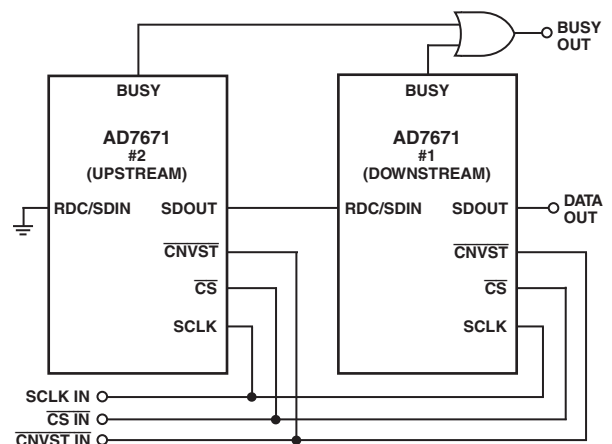 BUSY
OUT
BUSY
BUSY
AD7671
#2
(UPSTREAM)
AD7671
#1
(DOWNSTREAM)
RDC/SDIN
SDOUT
RDC/SDIN
SDOUT
DATA
OUT
CNVST
CNVST
CS
CS
SCLK
SCLK
SCLK IN
CS IN
CNVST IN